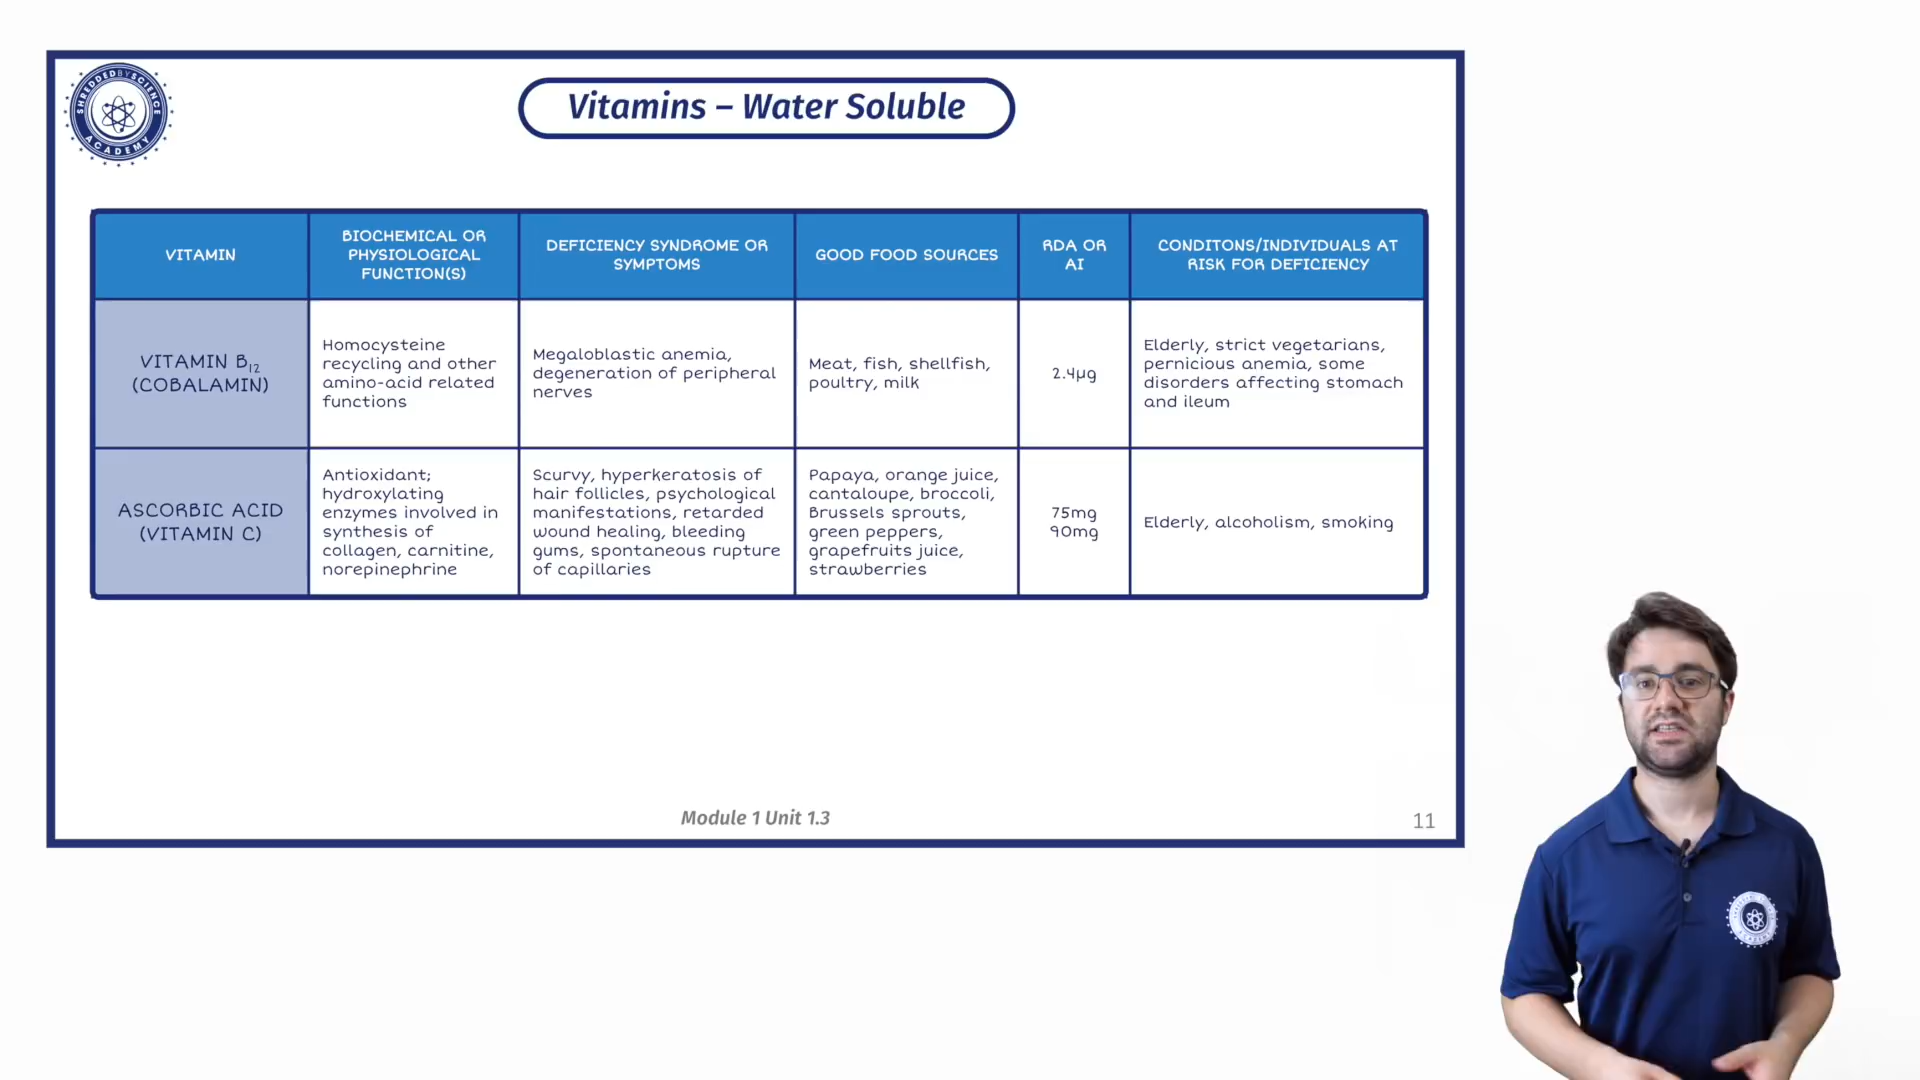 SHREDDEDBYSCIENCE
ACADEMY
Vitamins – Water Soluble
VITAMIN
BIOCHEMICAL OR
PHYSIOLOGICAL
FUNCTION(S)
DEFICIENCY SYNDROME OR
SYMPTOMS
GOOD FOOD SOURCES
RDA OR
AI
CONDITONS/INDIVIDUALS AT
RISK FOR DEFICIENCY
VITAMIN B₁₂
(COBALAMIN)
Homocysteine
recycling and other
amino-acid related
functions
Megaloblastic anemia,
degeneration of peripheral
nerves
Meat, fish, shellfish,
poultry, milk
2.4µg
Elderly, strict vegetarians,
pernicious anemia, some
disorders affecting stomach
and ileum
ASCORBIC ACID
(VITAMIN C)
Antioxidant;
hydroxylating
enzymes involved in
synthesis of
collagen, carnitine,
norepinephrine
Scurvy, hyperkeratosis of
hair follicles, psychological
manifestations, retarded
wound healing, bleeding
gums, spontaneous rupture
of capillaries
Papaya, orange juice,
cantaloupe, broccoli,
Brussels sprouts,
green peppers,
grapefruits juice,
strawberries
75mg
90mg
Elderly, alcoholism, smoking
Module 1 Unit 1.3
11